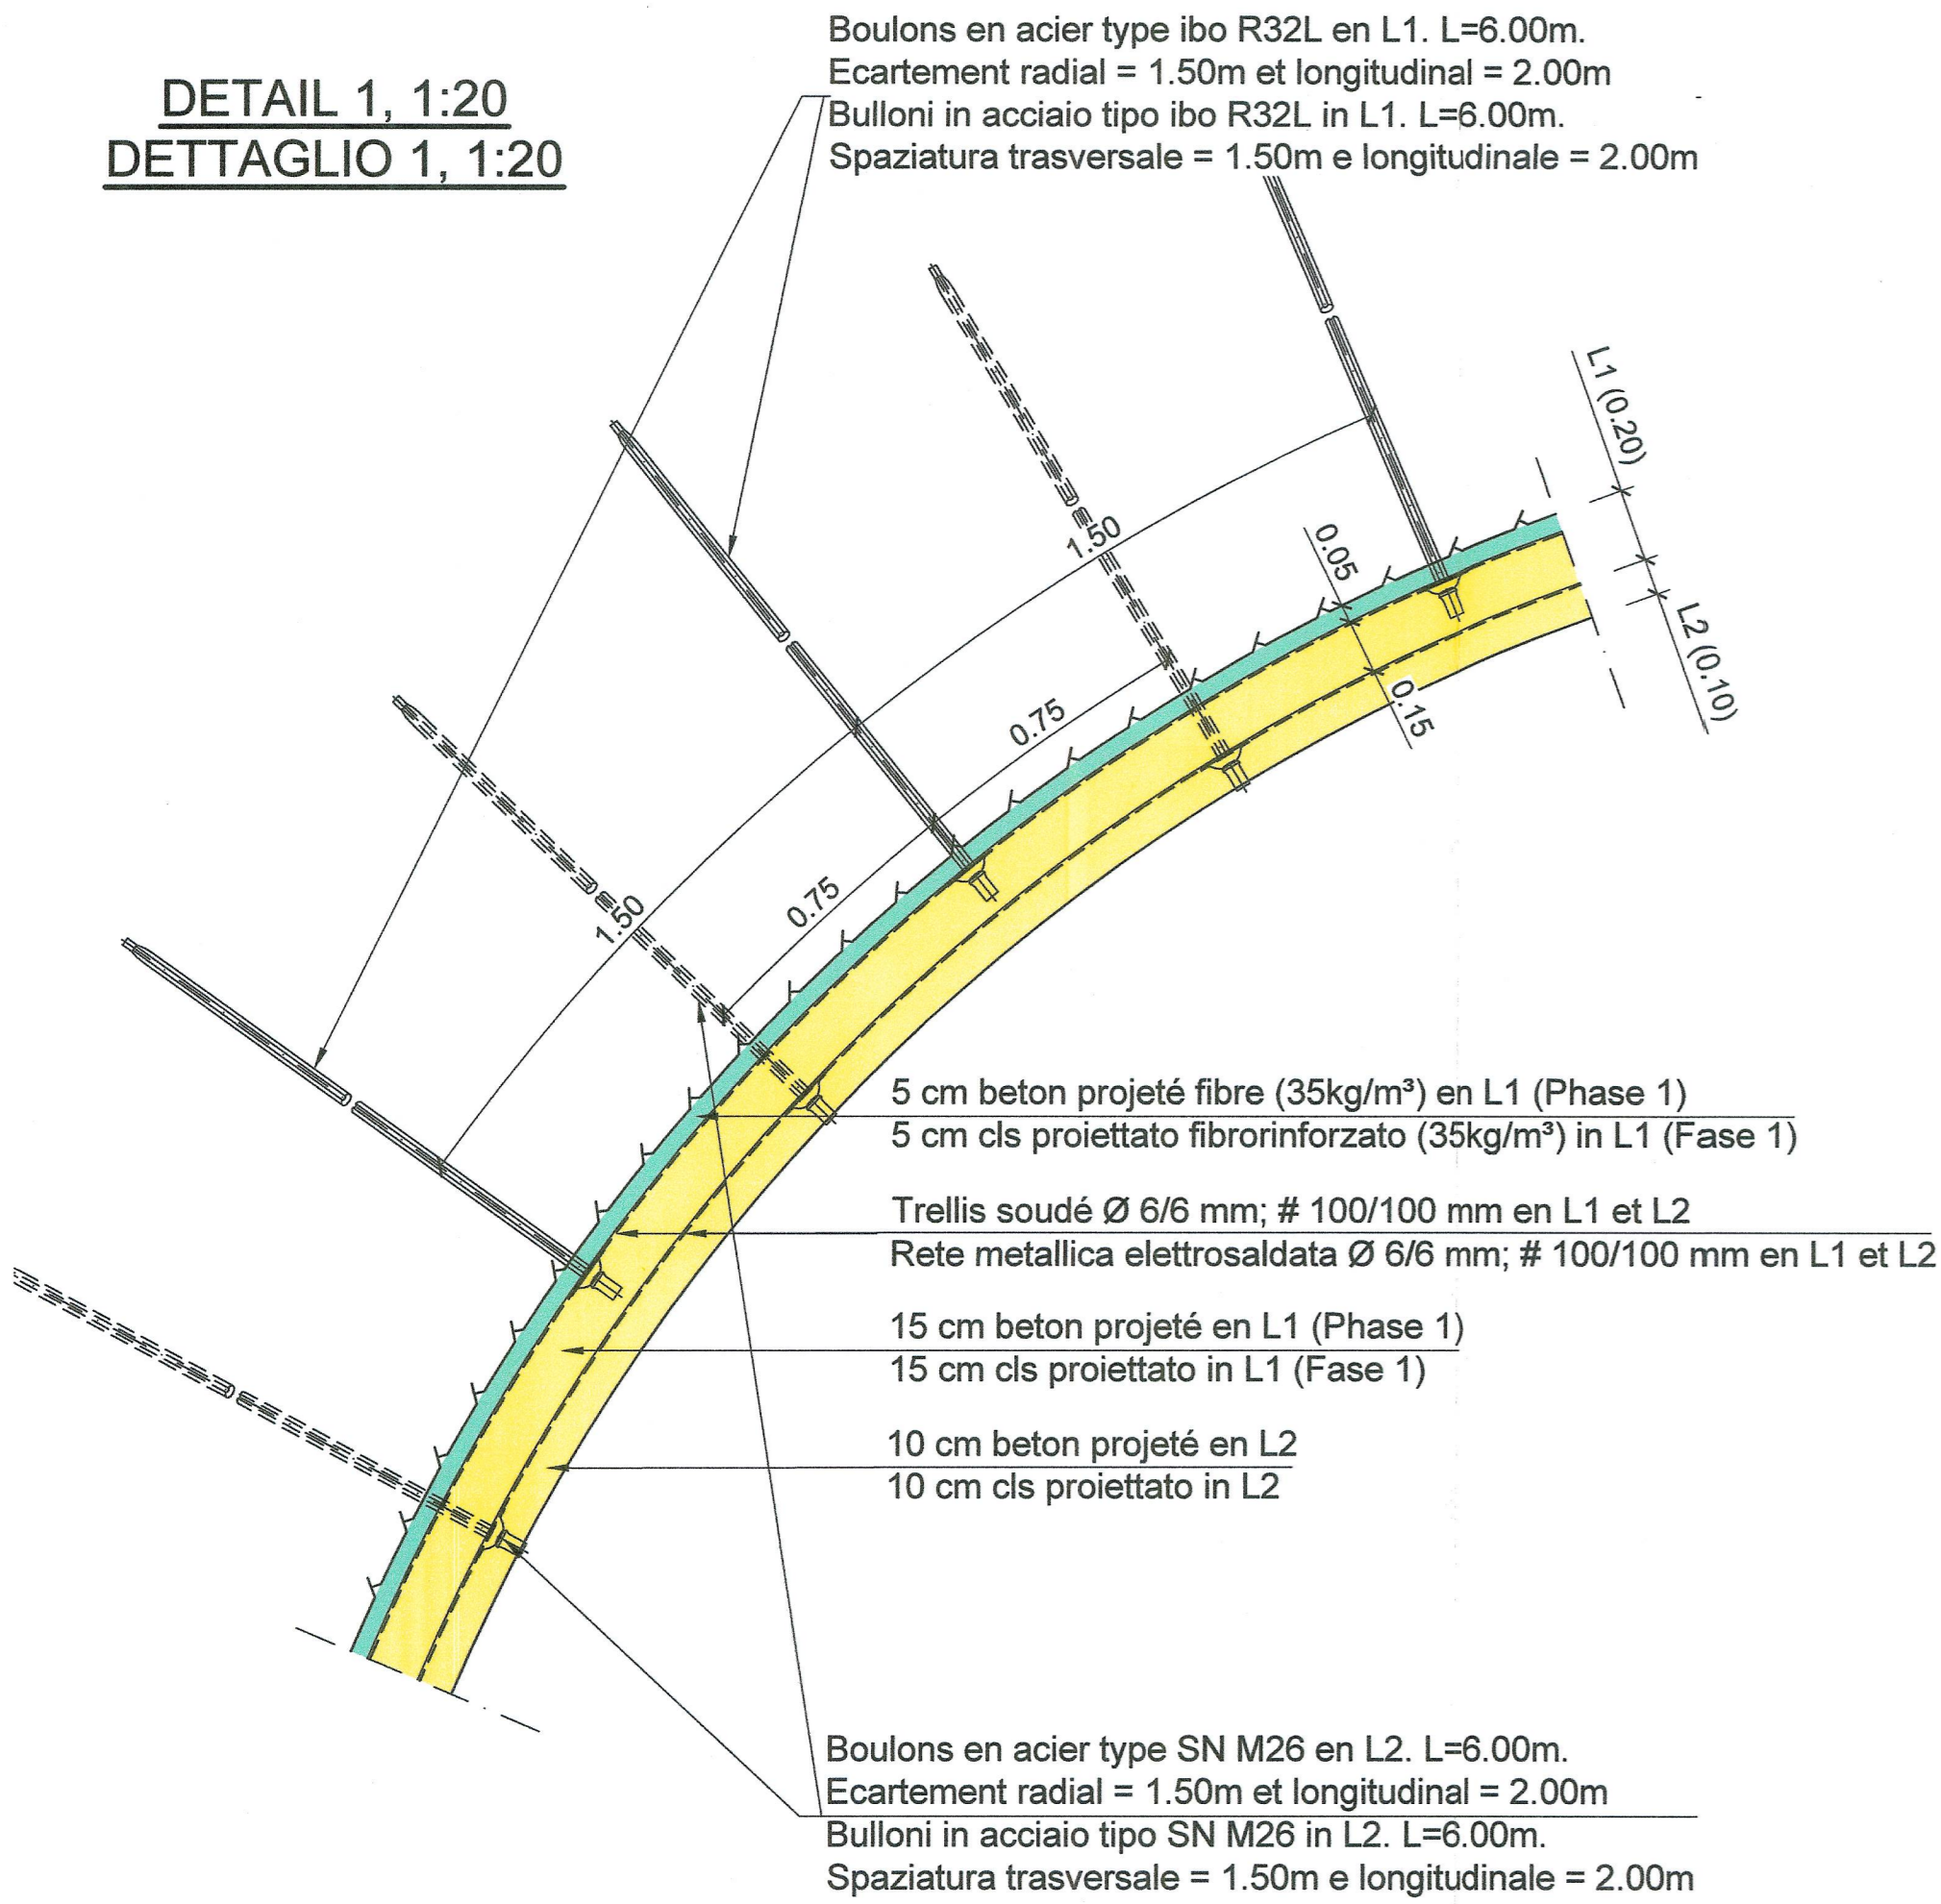 DETAIL 1, 1:20
DETTAGLIO 1, 1:20
Boulons en acier type ibo R32L en L1. L=6.00m.
Ecartement radial = 1.50m et longitudinal = 2.00m
Bulloni in acciaio tipo ibo R32L in L1. L=6.00m.
Spaziatura trasversale = 1.50m e longitudinale = 2.00m
L1 (0.20)
L2 (0.10)
0.05
0.15
1.50
0.75
0.75
1.50
5 cm beton projeté fibre (35kg/m³) en L1 (Phase 1)
5 cm cls proiettato fibrorinforzato (35kg/m³) in L1 (Fase 1)
Trellis soudé Ø 6/6 mm; # 100/100 mm en L1 et L2
Rete metallica elettrosaldata Ø 6/6 mm; # 100/100 mm en L1 et L2
15 cm beton projeté en L1 (Phase 1)
15 cm cls proiettato in L1 (Fase 1)
10 cm beton projeté en L2
10 cm cls proiettato in L2
Boulons en acier type SN M26 en L2. L=6.00m.
Ecartement radial = 1.50m et longitudinal = 2.00m
Bulloni in acciaio tipo SN M26 in L2. L=6.00m.
Spaziatura trasversale = 1.50m e longitudinale = 2.00m